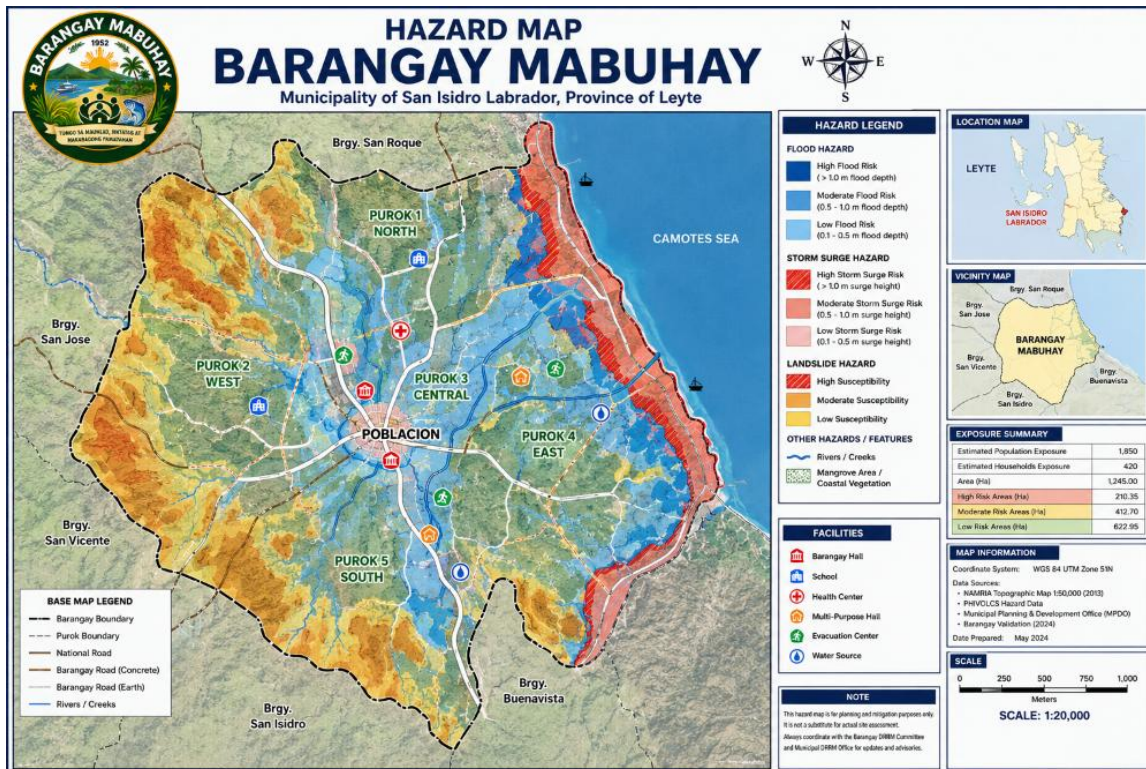 BARANGAY MABUHAY
1952
HAZARD MAP
BARANGAY MABUHAY
Municipality of San Isidro Labrador, Province of Leyte
N
W
E
S
Brgy. San Roque
Brgy.
San Jose
Brgy.
San Vicente
Brgy.
San Isidro
Brgy.
Buenavista
CAMOTES SEA
PUROK 1
NORTH
PUROK 2
WEST
PUROK 3
CENTRAL
PUROK 4
EAST
PUROK 5
SOUTH
POBLACION
BASE MAP LEGEND
Barangay Boundary
Purok Boundary
National Road
Barangay Road (Concrete)
Barangay Road (Earth)
Rivers / Creeks
HAZARD LEGEND
FLOOD HAZARD
High Flood Risk
(> 1.0 m flood depth)
Moderate Flood Risk
(0.5 - 1.0 m flood depth)
Low Flood Risk
(0.1 - 0.5 m flood depth)
STORM SURGE HAZARD
High Storm Surge Risk
(> 1.0 m surge height)
Moderate Storm Surge Risk
(0.5 - 1.0 m surge height)
Low Storm Surge Risk
(0.1 - 0.5 m surge height)
LANDSLIDE HAZARD
High Susceptibility
Moderate Susceptibility
Low Susceptibility
OTHER HAZARDS / FEATURES
Rivers / Creeks
Mangrove Area /
Coastal Vegetation
FACILITIES
Barangay Hall
School
Health Center
Multi-Purpose Hall
Evacuation Center
Water Source
NOTE
This hazard map is for planning and mitigation purposes only.
It is not a substitute for actual site assessment.
Always coordinate with the Barangay DRRM Committee
and Municipal DRRM Office for updates and advisories.
LOCATION MAP
LEYTE
SAN ISIDRO
LABRADOR
VICINITY MAP
Brgy. San Roque
Brgy.
San Jose
BARANGAY
MABUHAY
Brgy.
San Vicente
Brgy.
Buenavista
Brgy.
San Isidro
EXPOSURE SUMMARY
Estimated Population Exposure 1,850
Estimated Households Exposure 420
Area (Ha) 1,245.00
High Risk Areas (Ha) 210.35
Moderate Risk Areas (Ha) 412.70
Low Risk Areas (Ha) 622.95
MAP INFORMATION
Coordinate System: WGS 84 UTM Zone 51N
Data Sources:
• NAMRIA Topographic Map 1:50,000 (2013)
• PHIVOLCS Hazard Data
• Municipal Planning & Development Office (MPDO)
• Barangay Validation (2024)
Date Prepared: May 2024
SCALE
0 250 500 750 1,000
Meters
SCALE: 1:20,000